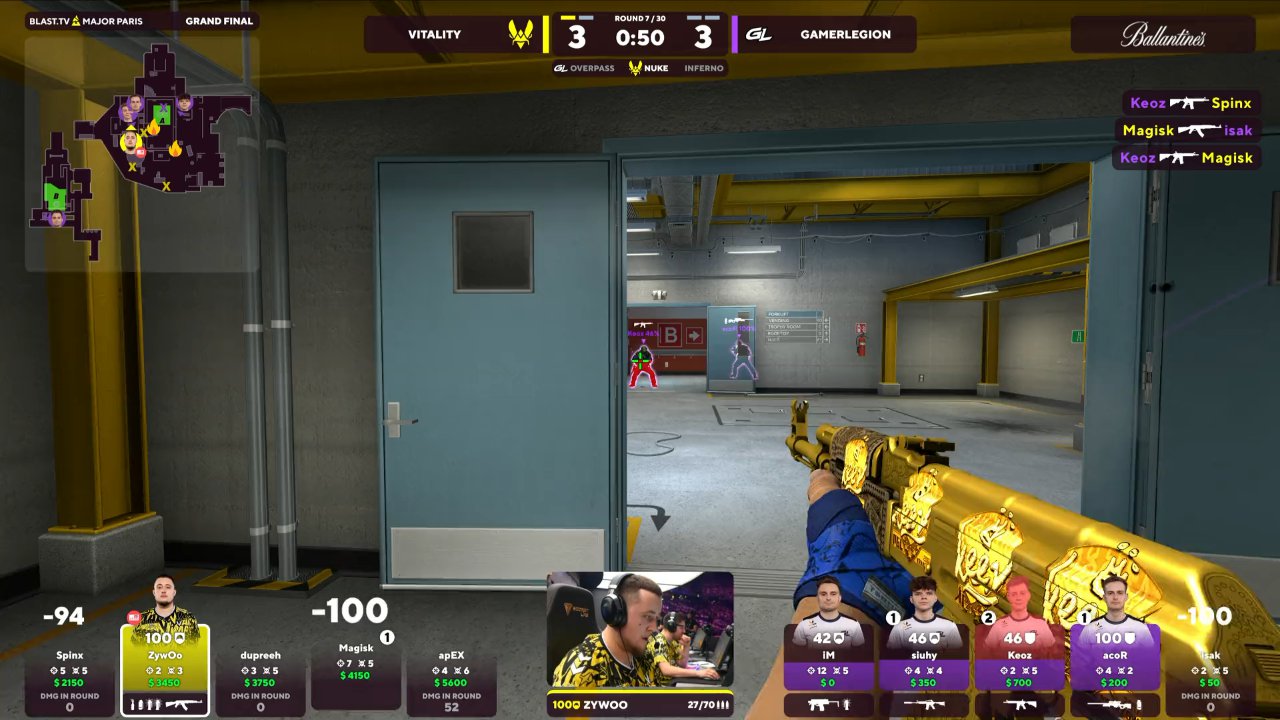 BLAST.TV MAJOR PARIS GRAND FINAL
VITALITY 3 ROUND 7 / 30 0:50 3 GL GAMERLEGION
Ballantine's
GL OVERPASS NUKE INFERNO
Keoz Spinx
Magisk isak
Keoz Magisk
A
B
Keoz 46%
acoR 100%
B
-94
Spinx
5 5
$ 2150
DMG IN ROUND
0
100
ZywOo
2 3
$ 3450
dupreeh
3 5
$ 3750
DMG IN ROUND
0
-100
1
Magisk
7 5
$ 4150
apEX
4 6
$ 5600
DMG IN ROUND
52
100 ZYWOO 27/70
42
iM
12 5
$ 0
1
46
siuhy
4 4
$ 350
2
46
Keoz
2 5
$ 700
1
100
acoR
4 2
$ 200
-100
isak
2 5
$ 50
DMG IN ROUND
0